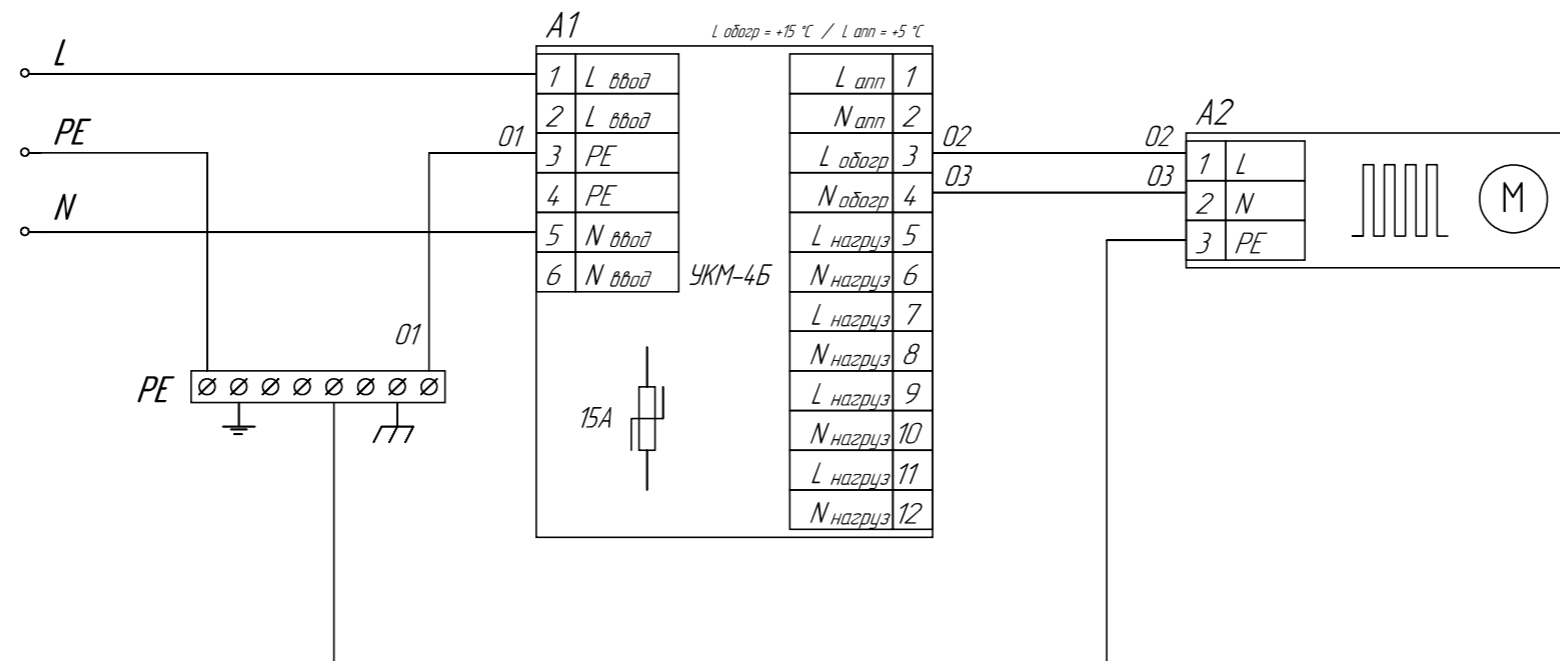 A1
L обогр = +15 °C / L апп = +5 °C
L
1 L ввод
2 L ввод
PE
01
3 PE
4 PE
N
5 N ввод
6 N ввод
УКМ-4Б
L апп 1
N апп 2
L обогр 3
N обогр 4
L нагруз 5
N нагруз 6
L нагруз 7
N нагруз 8
L нагруз 9
N нагруз 10
L нагруз 11
N нагруз 12
02
02
03
03
A2
1 L
2 N
3 PE
M
01
PE
15А